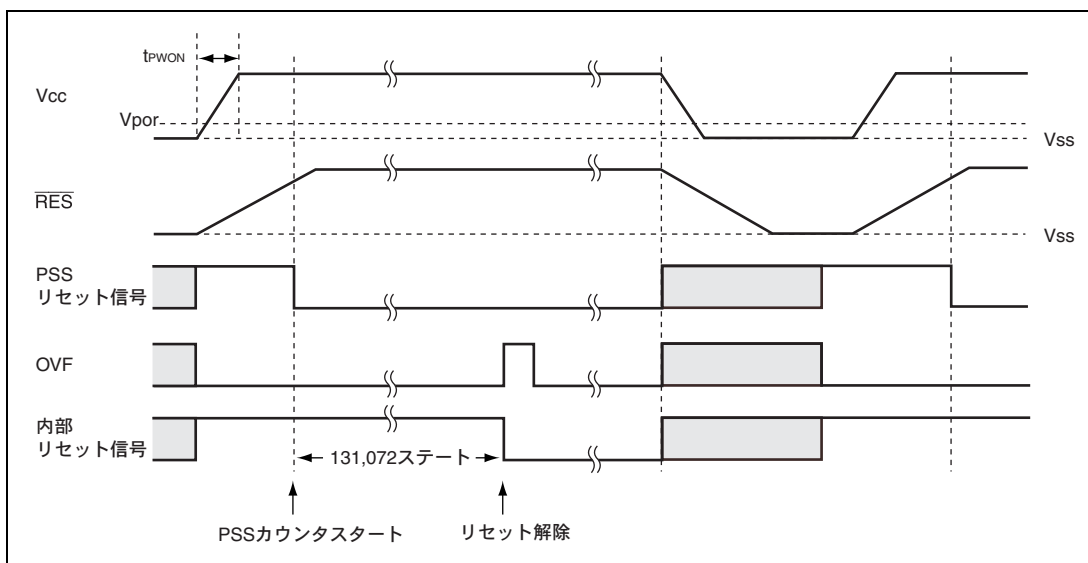 tPWON
Vcc
Vpor
Vss
RES
Vss
PSS
リセット信号
OVF
内部
リセット信号
131,072ステート
PSSカウンタスタート
リセット解除